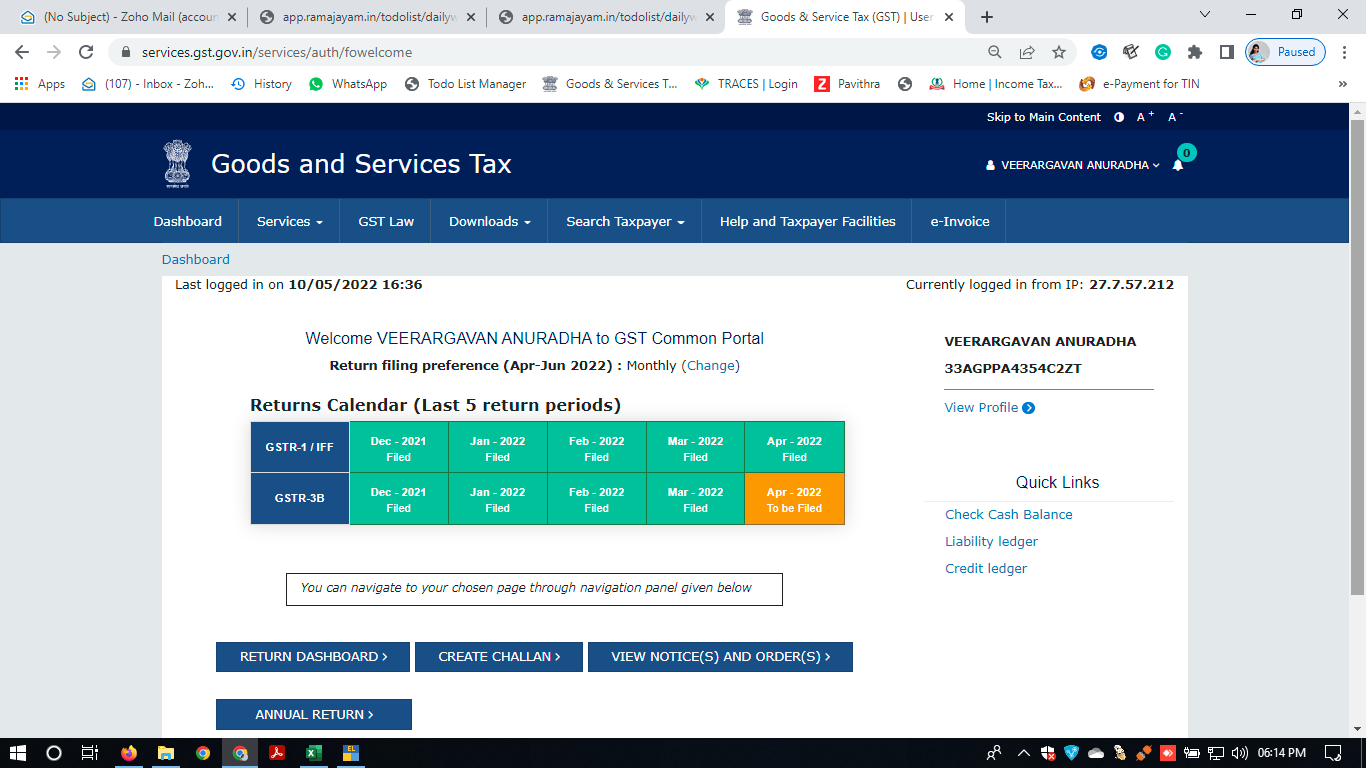 (No Subject) - Zoho Mail (accoun
app.ramajayam.in/todolist/dailyw
app.ramajayam.in/todolist/dailyw
Goods & Service Tax (GST) | User
services.gst.gov.in/services/auth/fowelcome
Paused
Apps
(107) - Inbox - Zoh...
History
WhatsApp
Todo List Manager
Goods & Services T...
TRACES | Login
Pavithra
Home | Income Tax...
e-Payment for TIN
Skip to Main Content
A +
A -
Goods and Services Tax
VEERARGAVAN ANURADHA
0
Dashboard
Services
GST Law
Downloads
Search Taxpayer
Help and Taxpayer Facilities
e-Invoice
Dashboard
Last logged in on 10/05/2022 16:36
Currently logged in from IP: 27.7.57.212
Welcome VEERARGAVAN ANURADHA to GST Common Portal
Return filing preference (Apr-Jun 2022) : Monthly (Change)
Returns Calendar (Last 5 return periods)
GSTR-1 / IFF
Dec - 2021
Filed
Jan - 2022
Filed
Feb - 2022
Filed
Mar - 2022
Filed
Apr - 2022
Filed
GSTR-3B
Dec - 2021
Filed
Jan - 2022
Filed
Feb - 2022
Filed
Mar - 2022
Filed
Apr - 2022
To be Filed
VEERARGAVAN ANURADHA
33AGPPA4354C2ZT
View Profile
Quick Links
Check Cash Balance
Liability ledger
Credit ledger
You can navigate to your chosen page through navigation panel given below
RETURN DASHBOARD >
CREATE CHALLAN >
VIEW NOTICE(S) AND ORDER(S) >
ANNUAL RETURN >
06:14 PM